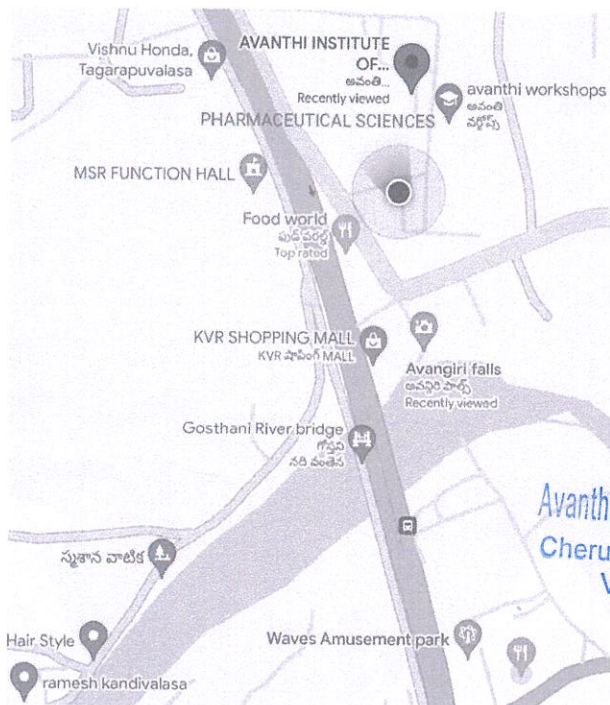 Vishnu Honda,
Tagarapuvalasa
AVANTHI INSTITUTE
OF...
అవంతి...
Recently viewed
PHARMACEUTICAL SCIENCES
avanthi workshops
అవంతి
వర్క్షాప్స్
MSR FUNCTION HALL
Food world
ఫుడ్ వరల్డ్
Top rated
KVR SHOPPING MALL
KVR షాపింగ్ MALL
Avangiri falls
అవన్గిరి ఫాల్స్
Recently viewed
Gosthani River bridge
గోస్తని
నది వంతెన
Avanth
Cheru
V
స్మశాన వాటిక
Hair Style
Waves Amusement park
ramesh kandivalasa